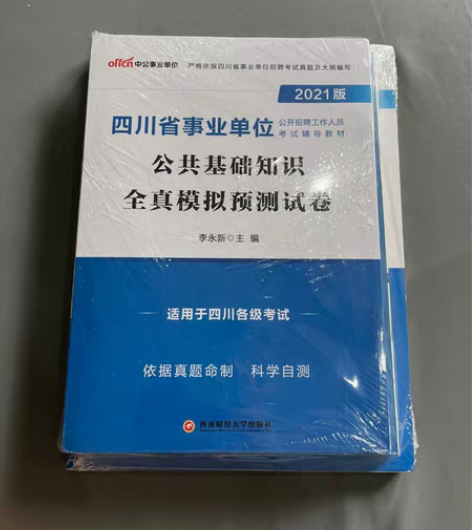 offcn中公事业单位 严格依据四川省事业单位招聘考试真题及大纲编写
2021版
四川省事业单位 公开招聘工作人员
考试辅导教材
公共基础知识
全真模拟预测试卷
李永新◎主 编
适用于四川各级考试
依据真题命制 科学自测
西南财经大学出版社